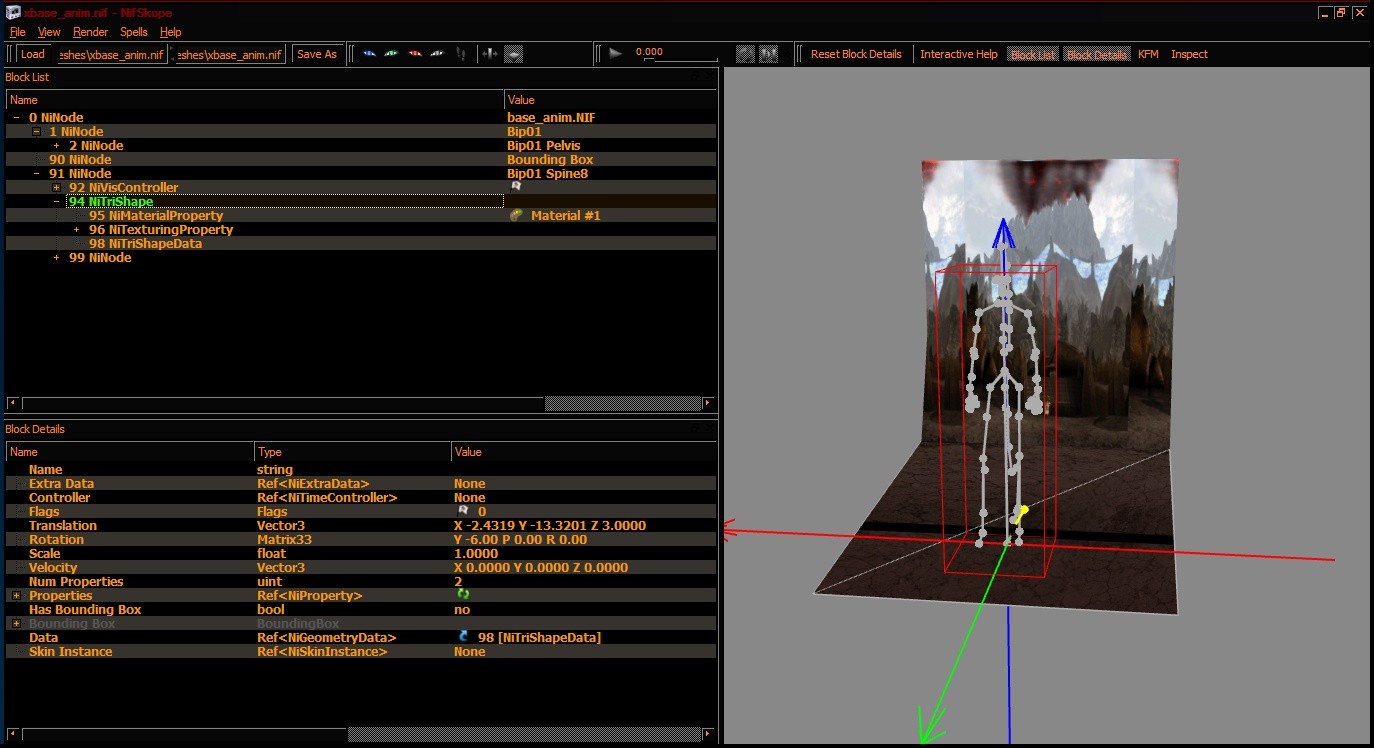 xbase_anim.nif - NifSkope
File View Render Spells Help
Load eshes\xbase_anim.nif eshes\xbase_anim.nif Save As 0.000 Reset Block Details Interactive Help Block List Block Details KFM Inspect
Block List
Name Value
0 NiNode base_anim.NIF
1 NiNode Bip01
2 NiNode Bip01 Pelvis
90 NiNode Bounding Box
91 NiNode Bip01 Spine8
92 NiVisController
94 NiTriShape
95 NiMaterialProperty Material #1
96 NiTexturingProperty
98 NiTriShapeData
99 NiNode
Block Details
Name Type Value
Name string
Extra Data Ref<NiExtraData> None
Controller Ref<NiTimeController> None
Flags Flags 0
Translation Vector3 X -2.4319 Y -13.3201 Z 3.0000
Rotation Matrix33 Y -6.00 P 0.00 R 0.00
Scale float 1.0000
Velocity Vector3 X 0.0000 Y 0.0000 Z 0.0000
Num Properties uint 2
Properties Ref<NiProperty>
Has Bounding Box bool no
Bounding Box BoundingBox
Data Ref<NiGeometryData> 98 [NiTriShapeData]
Skin Instance Ref<NiSkinInstance> None